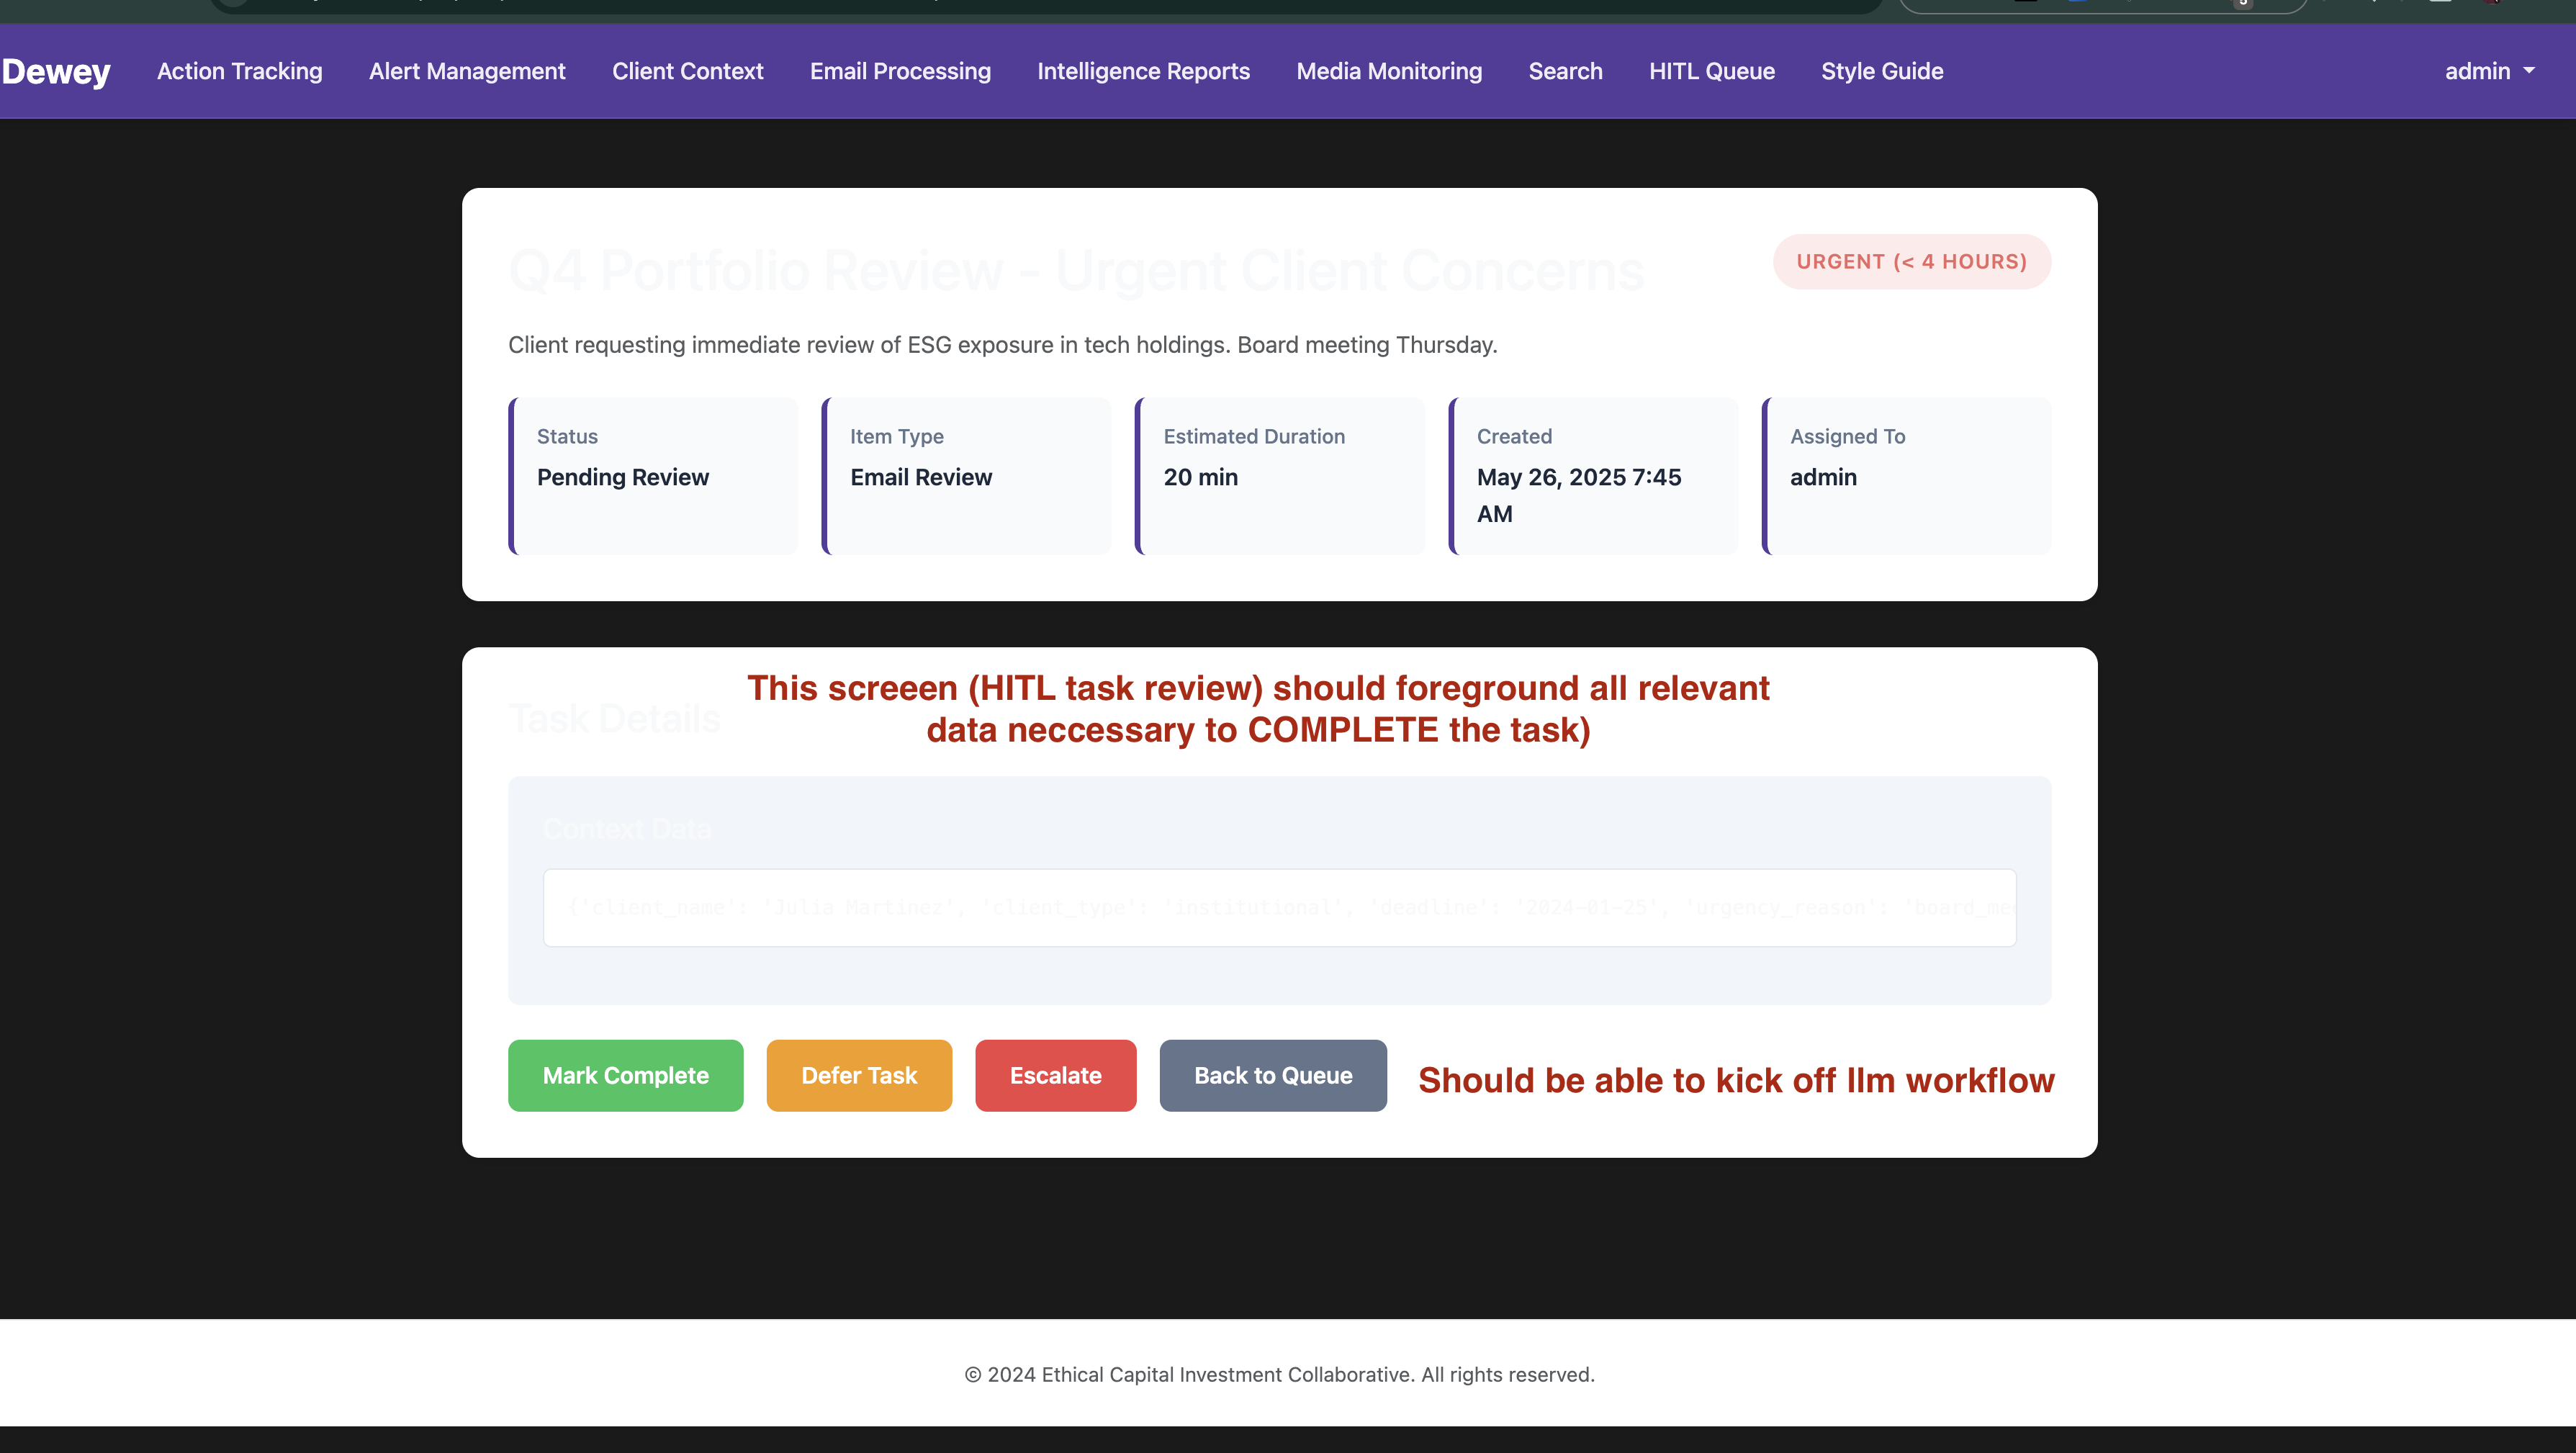 Dewey Action Tracking Alert Management Client Context Email Processing Intelligence Reports Media Monitoring Search HITL Queue Style Guide admin
Q4 Portfolio Review - Urgent Client Concerns
URGENT (< 4 HOURS)
Client requesting immediate review of ESG exposure in tech holdings. Board meeting Thursday.
Status
Pending Review
Item Type
Email Review
Estimated Duration
20 min
Created
May 26, 2025 7:45
AM
Assigned To
admin
This screeen (HITL task review) should foreground all relevant
data neccessary to COMPLETE the task)
Task Details
Context Data
{'client_name': 'Julia Martinez', 'client_type': 'institutional', 'deadline': '2024-01-25', 'urgency_reason': 'board_me
Mark Complete Defer Task Escalate Back to Queue
Should be able to kick off llm workflow
© 2024 Ethical Capital Investment Collaborative. All rights reserved.